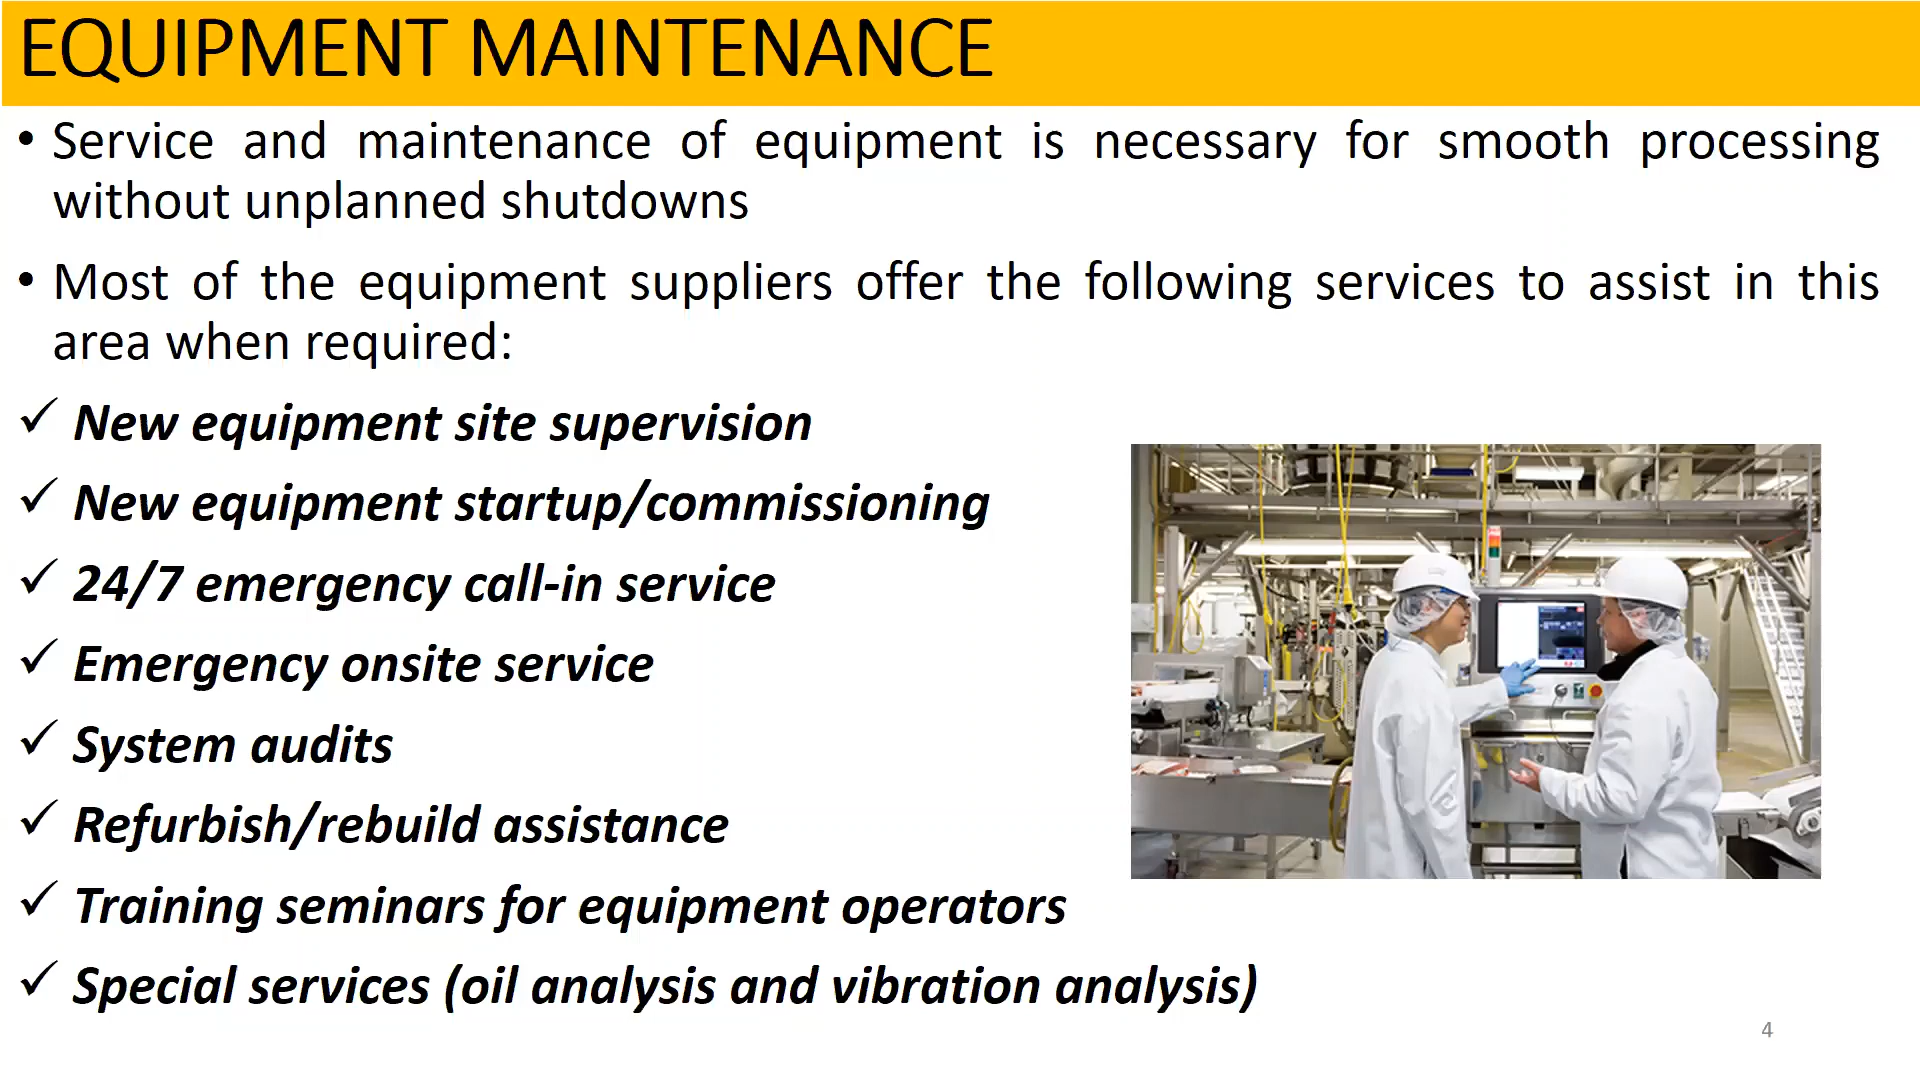 EQUIPMENT MAINTENANCE
• Service and maintenance of equipment is necessary for smooth processing
without unplanned shutdowns
• Most of the equipment suppliers offer the following services to assist in this
area when required:
✓ New equipment site supervision
✓ New equipment startup/commissioning
✓ 24/7 emergency call-in service
✓ Emergency onsite service
✓ System audits
✓ Refurbish/rebuild assistance
✓ Training seminars for equipment operators
✓ Special services (oil analysis and vibration analysis)
4